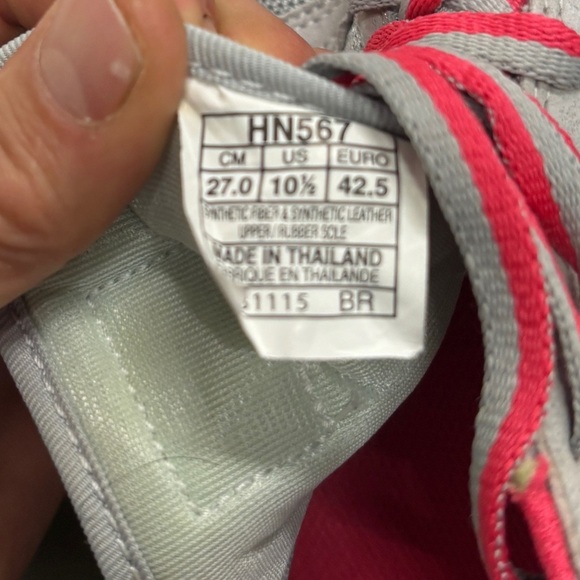 HN567
CM US EURO
27.0 10½ 42.5
SYNTHETIC FIBER & SYNTHETIC LEATHER
UPPER / RUBBER SOLE
MADE IN THAILAND
FABRIQUE EN THAILANDE
1115 BR